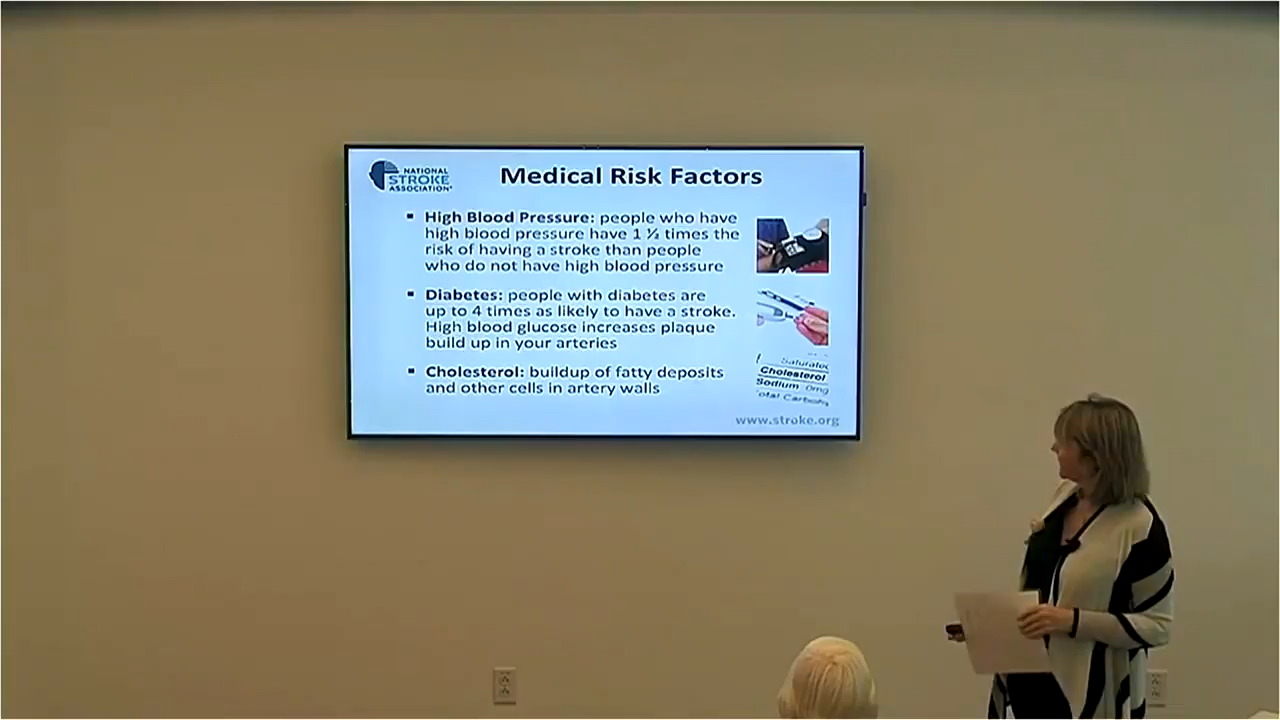 NATIONAL
STROKE
ASSOCIATION
Medical Risk Factors
▪ High Blood Pressure: people who have
high blood pressure have 1 ½ times the
risk of having a stroke than people
who do not have high blood pressure
▪ Diabetes: people with diabetes are
up to 4 times as likely to have a stroke.
High blood glucose increases plaque
build up in your arteries
▪ Cholesterol: buildup of fatty deposits
and other cells in artery walls
Cholesterol
Sodium 0mg
www.stroke.org